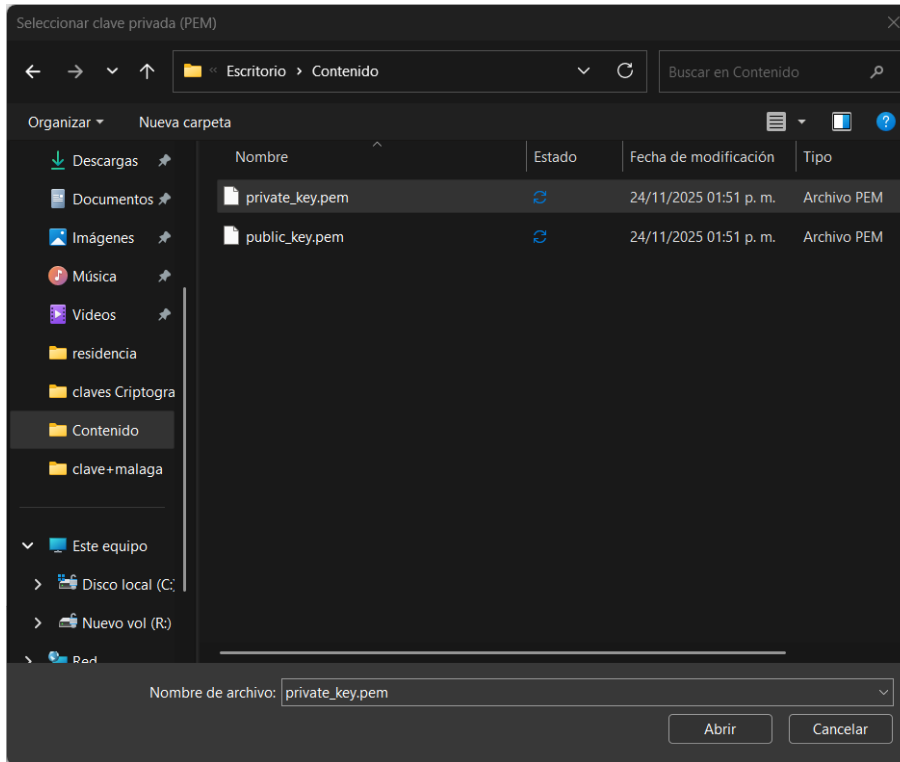 Seleccionar clave privada (PEM)
« Escritorio > Contenido
Buscar en Contenido
Organizar
Nueva carpeta
Descargas
Documentos
Imágenes
Música
Videos
residencia
claves Criptogra
Contenido
clave+malaga
Este equipo
Disco local (C:)
Nuevo vol (R:)
Red
Nombre Estado Fecha de modificación Tipo
private_key.pem 24/11/2025 01:51 p. m. Archivo PEM
public_key.pem 24/11/2025 01:51 p. m. Archivo PEM
Nombre de archivo: private_key.pem
Abrir Cancelar